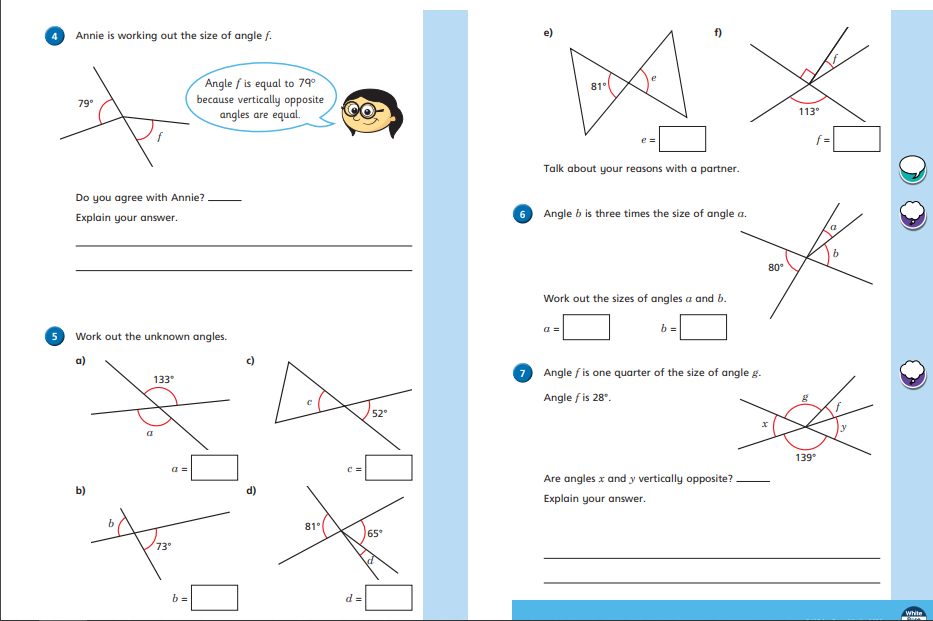 4 Annie is working out the size of angle f.
79°
f
Angle f is equal to 79°
because vertically opposite
angles are equal.
Do you agree with Annie?
Explain your answer.
5 Work out the unknown angles.
a)
133°
a
a =
c)
c
52°
c =
b)
b
73°
b =
d)
81°
65°
d
d =
e)
81°
e
e =
f)
f
113°
f =
Talk about your reasons with a partner.
6 Angle b is three times the size of angle a.
a
b
80°
Work out the sizes of angles a and b.
a =
b =
7 Angle f is one quarter of the size of angle g.
Angle f is 28°.
g
f
x
y
139°
Are angles x and y vertically opposite?
Explain your answer.
White